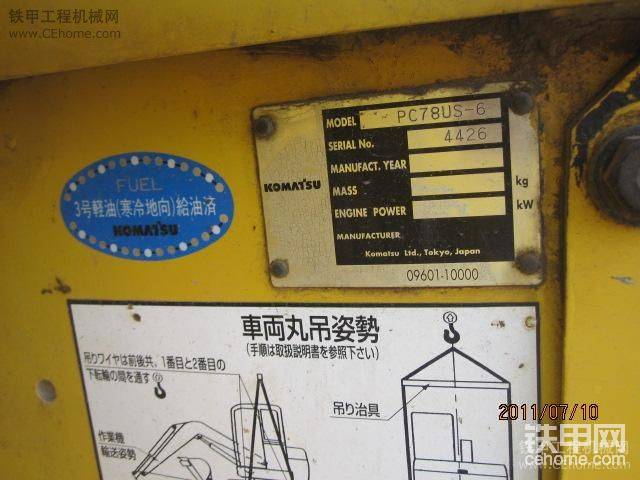 铁甲工程机械网
www.CEhome.com
MODEL PC78US-6
SERIAL No. 4426
MANUFACT. YEAR
MASS kg
ENGINE POWER kW
MANUFACTURER
Komatsu Ltd., Tokyo, Japan
KOMATSU
09601-10000
FUEL
3号軽油(寒冷地向)給油済
KOMATSU
車両丸吊姿勢
(手順は取扱説明書を参照下さい)
吊りワイヤは前後共、1番目と2番目の
下転輪の間を通す
作業機
輸送姿勢
吊り治具
2011/07/10
铁甲网
cehome.com